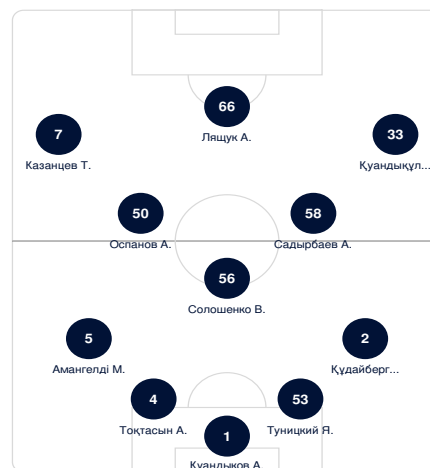 66
Лящук А.
7
Казанцев Т.
33
Қуандықұл...
50
Оспанов А.
58
Садырбаев А.
56
Солошенко В.
5
Амангелді М.
2
Құдайберг...
4
Тоқтасын А.
53
Туницкий Я.
1
Куандыков А.